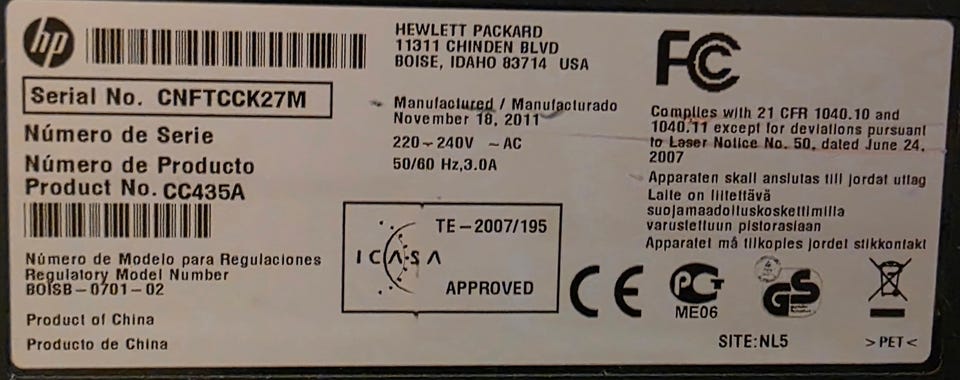 hp
HEWLETT PACKARD
11311 CHINDEN BLVD
BOISE, IDAHO 83714 USA
FC
Serial No. CNFTCCK27M
Número de Serie
Número de Producto
Product No. CC435A
Manufactured / Manufacturado
November 18, 2011
220~240V ~AC
50/60 Hz,3.0A
Complies with 21 CFR 1040.10 and
1040.11 except for deviations pursuant
to Laser Notice No. 50, dated June 24,
2007
Apparaten skall anslutas till jordat uttag
Laite on liitettävä
suojamaadoituskoskettimilla
varustettuun pistorasiaan
Apparatet må tilkoples jordet stikkontakt
Número de Modelo para Regulaciones
Regulatory Model Number
BOISB-0701-02
Product of China
Producto de China
TE-2007/195
ICASA
APPROVED
CE
PCT
ME06
GS
SITE:NL5
>PET<